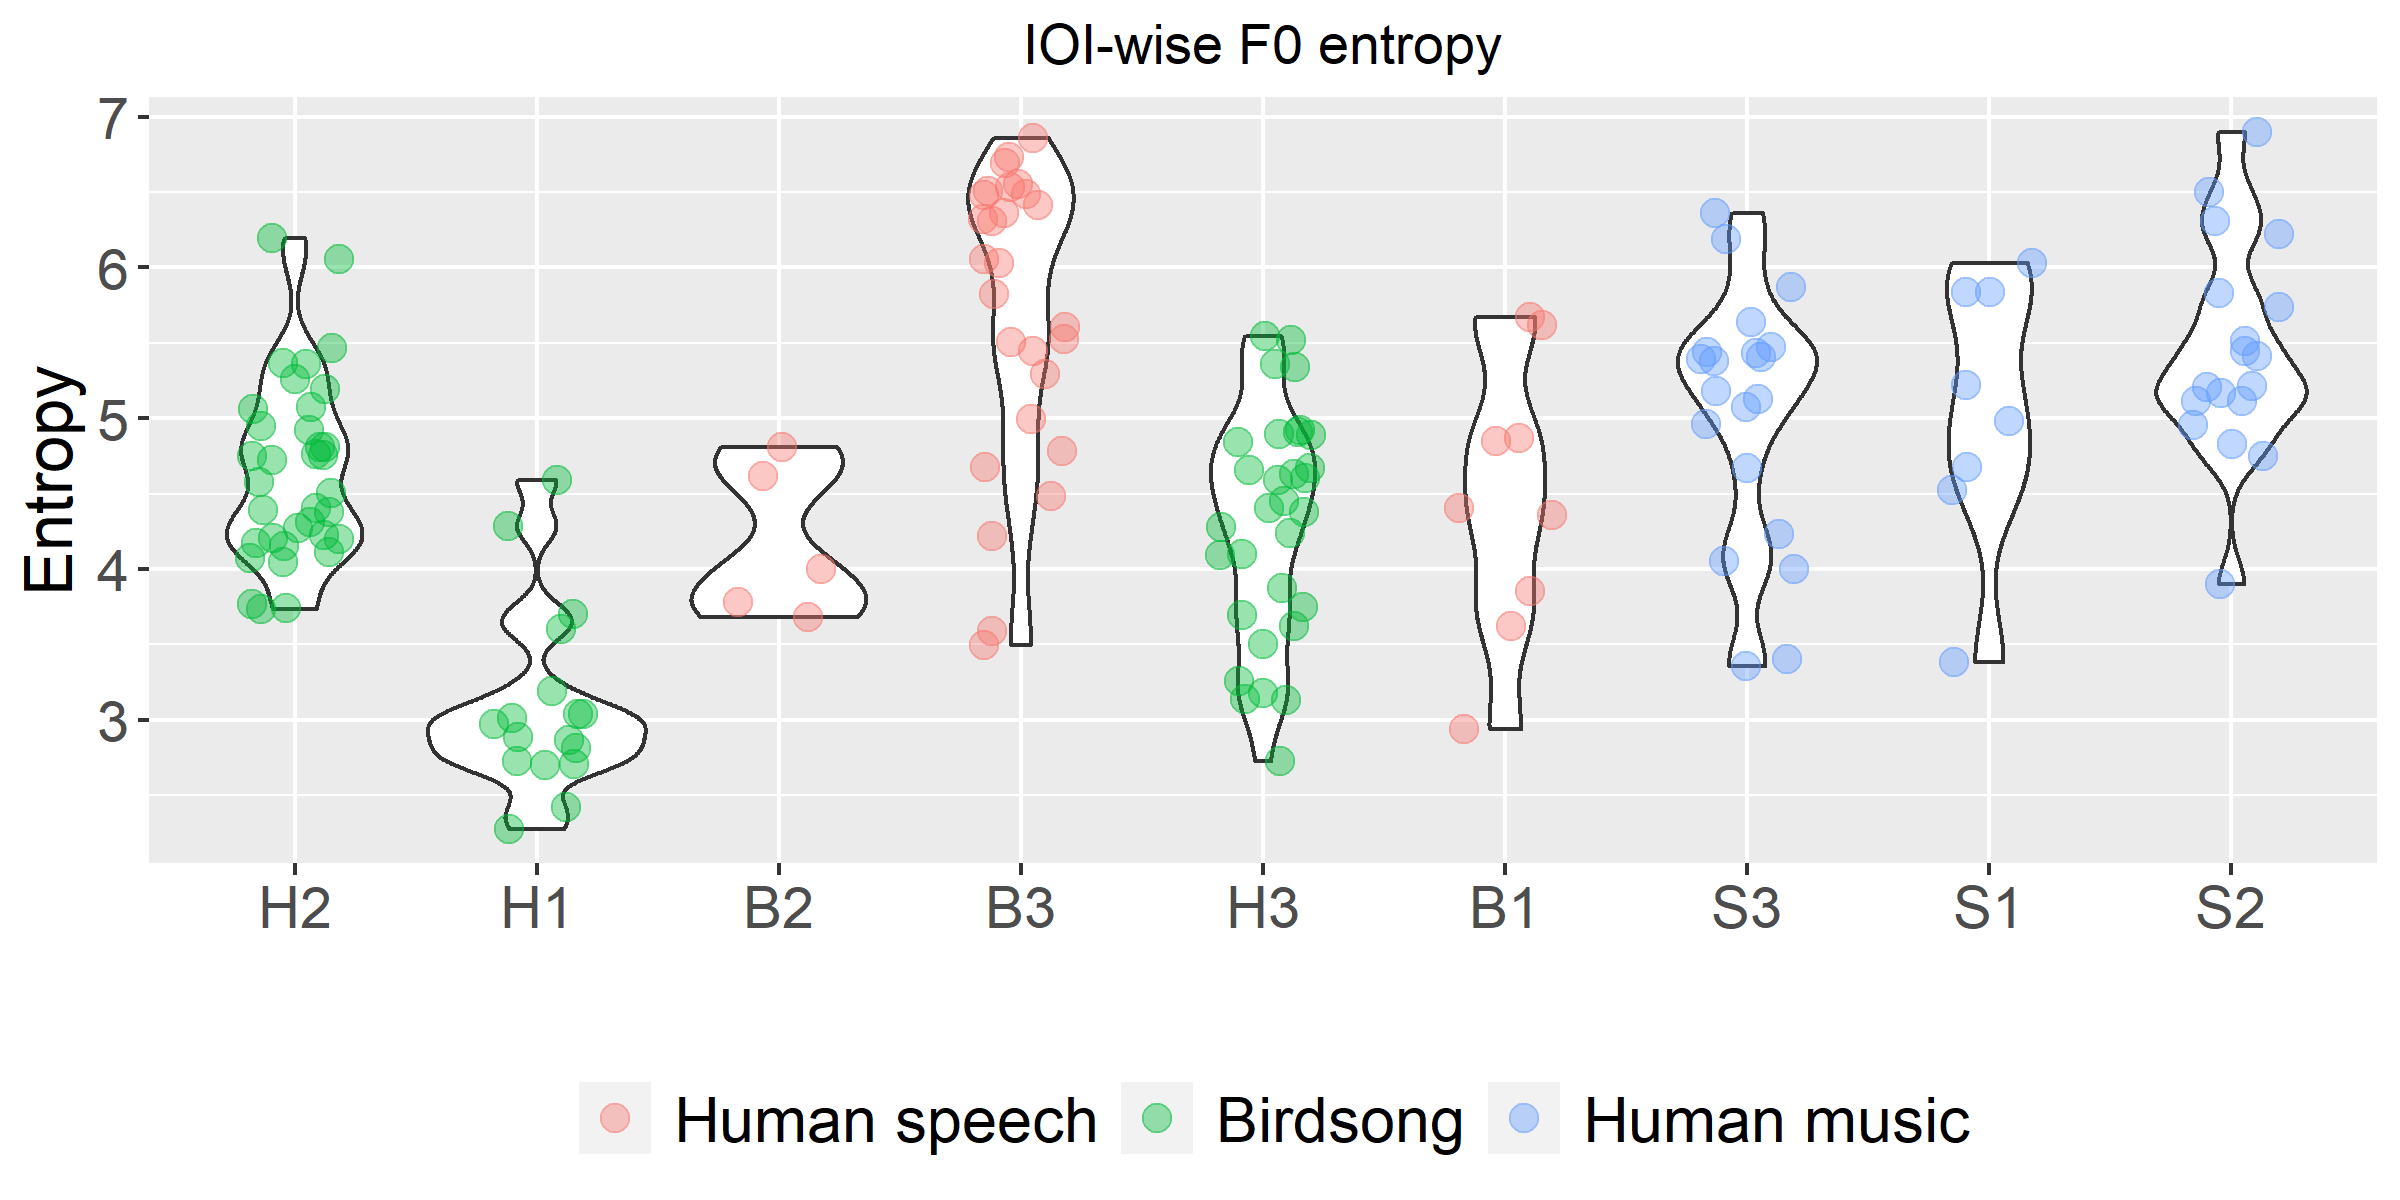 IOI-wise F0 entropy
Entropy
7
6
5
4
3
H2 H1 B2 B3 H3 B1 S3 S1 S2
Human speech Birdsong Human music